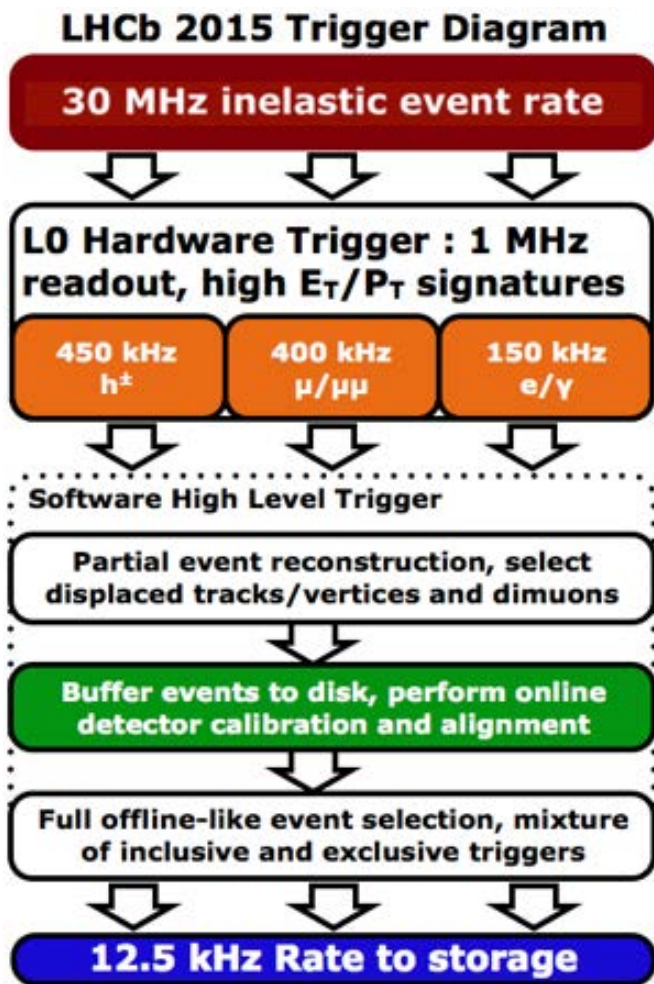 LHCb 2015 Trigger Diagram
30 MHz inelastic event rate
L0 Hardware Trigger : 1 MHz
readout, high E_T/P_T signatures
450 kHz
h±
400 kHz
μ/μμ
150 kHz
e/γ
Software High Level Trigger
Partial event reconstruction, select
displaced tracks/vertices and dimuons
Buffer events to disk, perform online
detector calibration and alignment
Full offline-like event selection, mixture
of inclusive and exclusive triggers
12.5 kHz Rate to storage